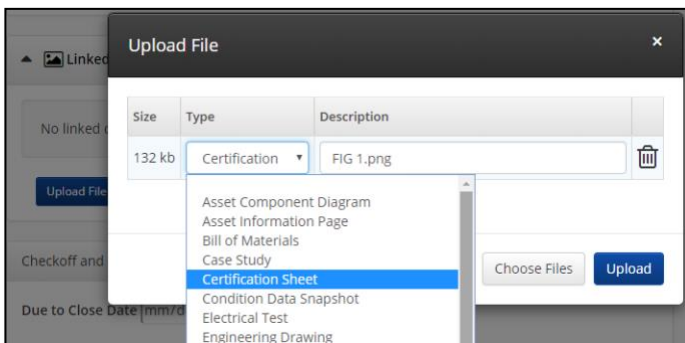 Upload File ×
Linked
Size Type Description
No linked
132 kb Certification FIG 1.png
Upload File
Asset Component Diagram
Asset Information Page
Bill of Materials
Case Study
Checkoff and
Certification Sheet
Choose Files Upload
Condition Data Snapshot
Due to Close Date mm/d
Electrical Test
Engineering Drawing